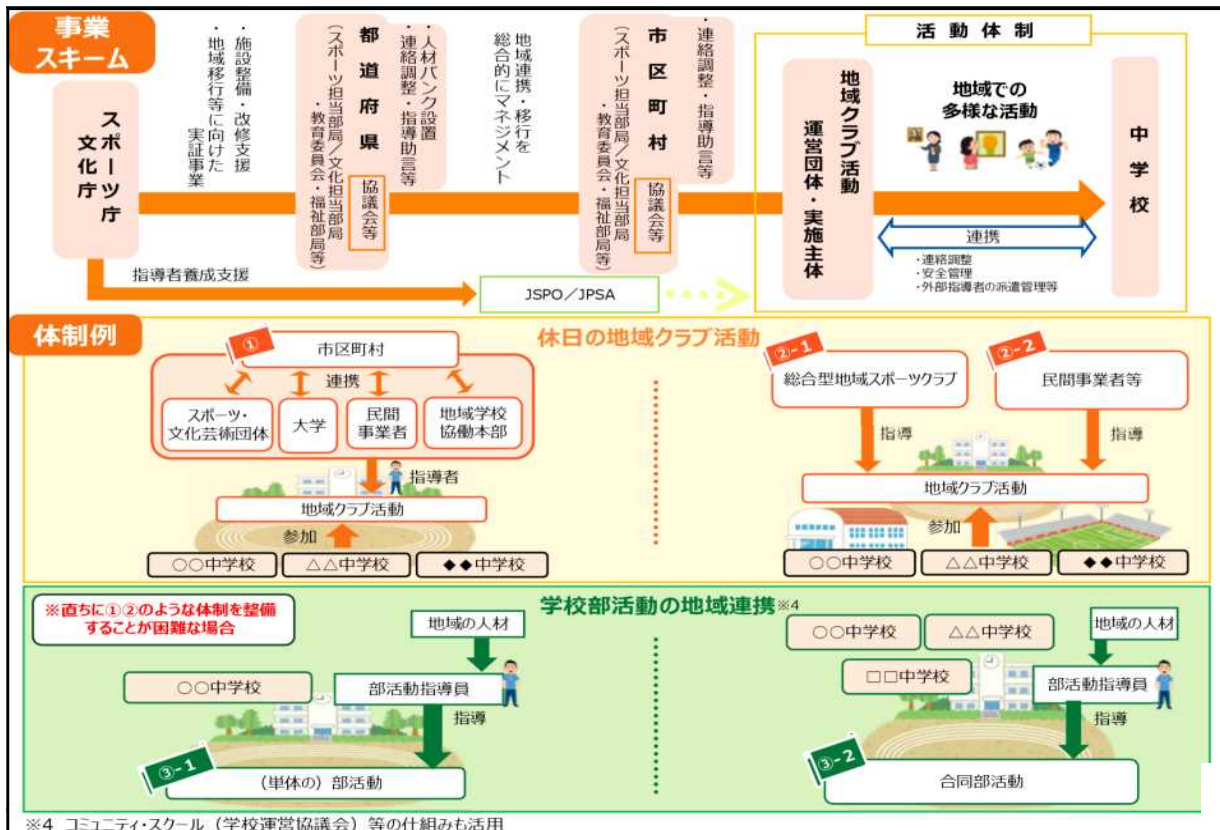 事業
スキーム
スポーツ庁
文化庁
・施設整備・改修支援
・地域移行等に向けた
実証事業
都道府県
(スポーツ担当部局/文化担当部局
・教育委員会・福祉部局等)
協議会等
・人材バンク設置
・連絡調整・指導助言等
地域連携・移行を
総合的にマネジメント
市区町村
(スポーツ担当部局/文化担当部局
・教育委員会・福祉部局等)
協議会等
・連絡調整・指導助言等
活動体制
地域クラブ活動
運営団体・実施主体
地域での
多様な活動
中学校
連携
・連絡調整
・安全管理
・外部指導者の派遣管理等
指導者養成支援
JSPO/JPSA
体制例
休日の地域クラブ活動
①
市区町村
連携
スポーツ・
文化芸術団体
大学
民間
事業者
地域学校
協働本部
指導者
地域クラブ活動
参加
○○中学校
△△中学校
◆◆中学校
②-1
総合型地域スポーツクラブ
②-2
民間事業者等
指導
指導
地域クラブ活動
参加
○○中学校
△△中学校
◆◆中学校
※直ちに①②のような体制を整備
することが困難な場合
学校部活動の地域連携※4
地域の人材
○○中学校
部活動指導員
指導
③-1
(単体の)部活動
○○中学校
△△中学校
□□中学校
地域の人材
部活動指導員
指導
③-2
合同部活動
※4 コミュニティ・スクール(学校運営協議会)等の仕組みも活用